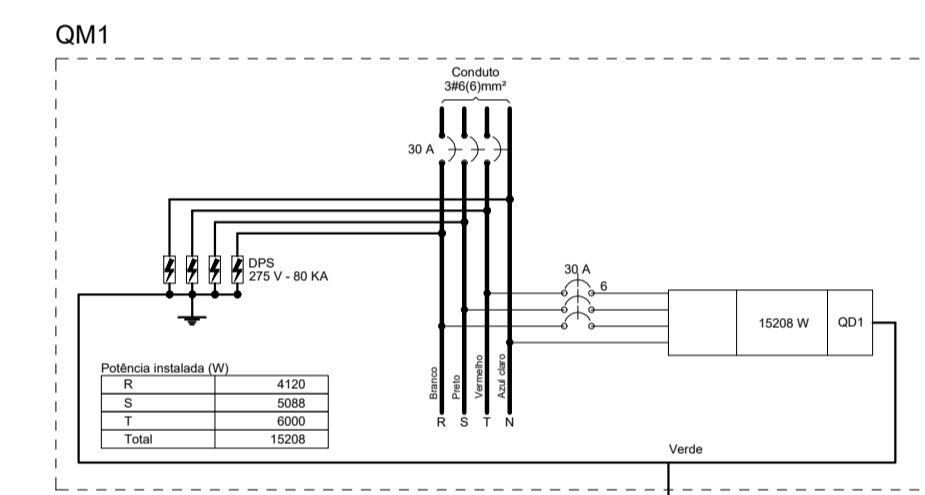 QM1
Conduto
3#6(6)mm²
30 A
DPS
275 V - 80 KA
30 A
6
15208 W QD1
Potência instalada (W)
R 4120
S 5088
T 6000
Total 15208
Branco
Preto
Vermelho
Azul claro
R S T N
Verde